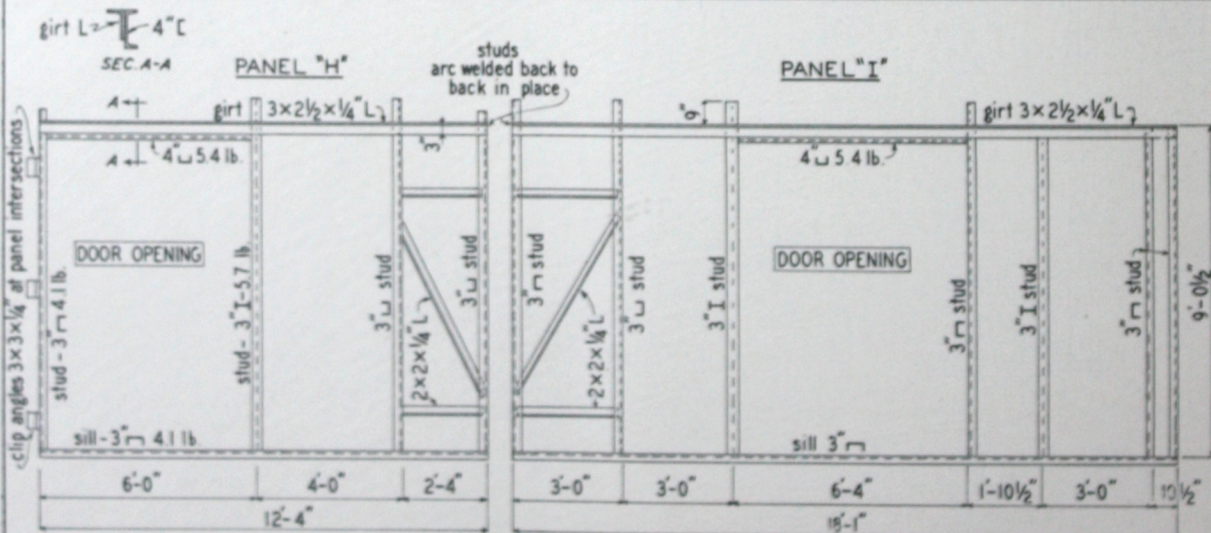 girt L 4" [
SEC. A-A
PANEL "H"
studs
arc welded back to
back in place
PANEL "I"
A
girt 3×2½×¼" L
9"
girt 3×2½×¼" L
A
4"⊔ 5.4 lb.
3"
4"⊔ 5.4 lb.
clip angles 3×3×¼" at panel intersections
DOOR OPENING
stud - 3"⊓ 4.1 lb.
stud - 3" I - 5.7 lb.
3"⊔ stud
3"⊔ stud
2×2×¼" L
3"⊓ stud
2×2×¼" L
3"⊔ stud
3" I stud
DOOR OPENING
3"⊓ stud
3" I stud
3"⊓ stud
9'-0½"
sill - 3"⊓ 4.1 lb.
sill 3"⊓
6'-0"
4'-0"
2'-4"
3'-0"
3'-0"
6'-4"
1'-10½"
3'-0"
10½"
12'-4"
18'-1"